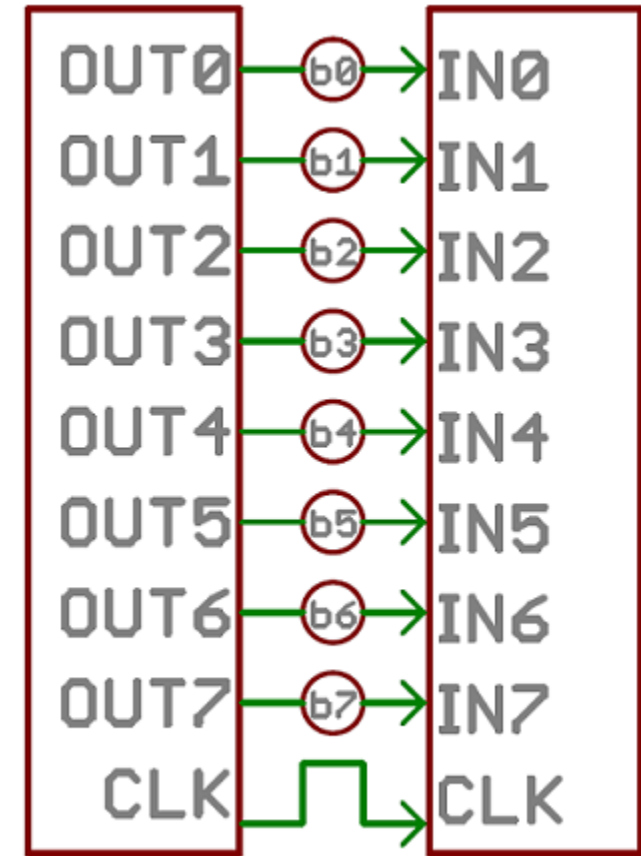 OUT0 b0 IN0
OUT1 b1 IN1
OUT2 b2 IN2
OUT3 b3 IN3
OUT4 b4 IN4
OUT5 b5 IN5
OUT6 b6 IN6
OUT7 b7 IN7
CLK CLK